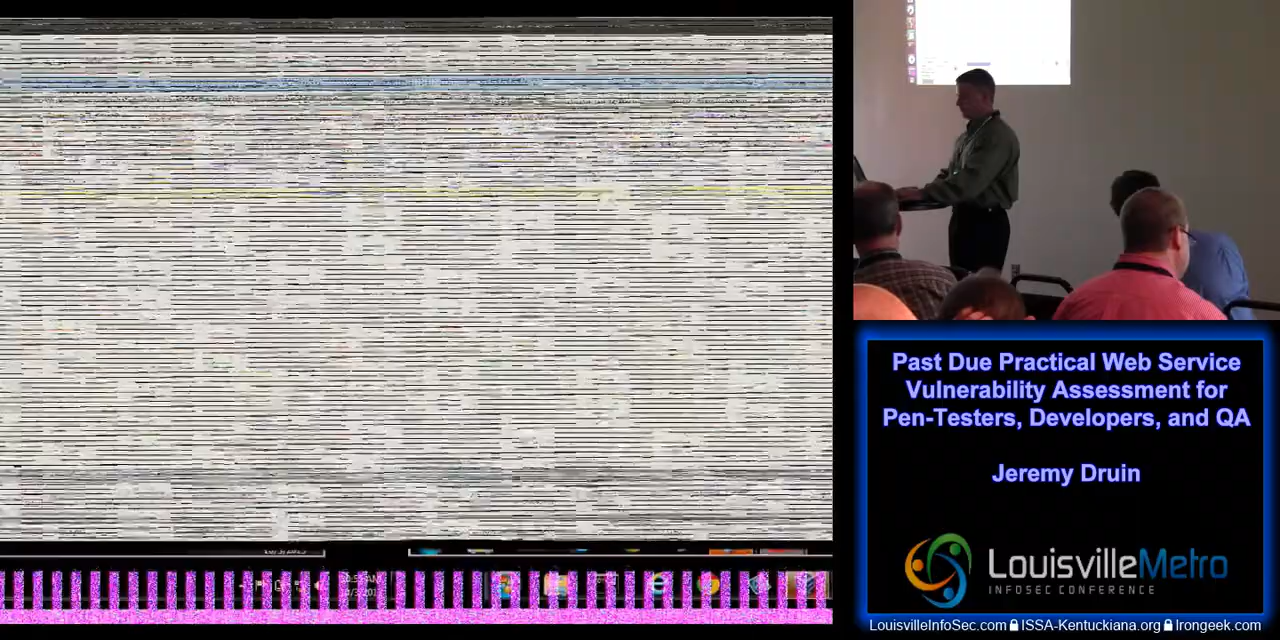 Past Due Practical Web Service
Vulnerability Assessment for
Pen-Testers, Developers, and QA
Jeremy Druin
LouisvilleMetro
INFOSEC CONFERENCE
LouisvilleInfoSec.com ISSA-Kentuckiana.org Irongeek.com